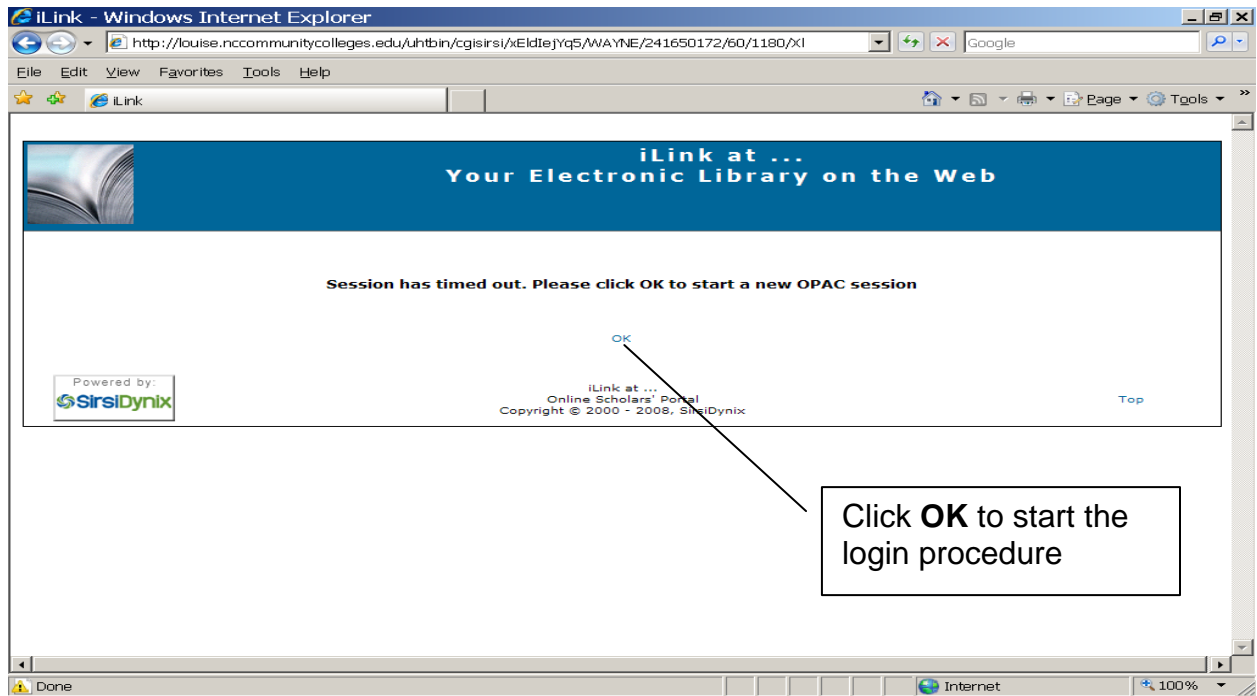 iLink - Windows Internet Explorer
http://louise.nccommunitycolleges.edu/uhtbin/cgisirsi/xEldIejYq5/WAYNE/241650172/60/1180/Xl
Google
File Edit View Favorites Tools Help
iLink
Page Tools »
iLink at ...
Your Electronic Library on the Web
Session has timed out. Please click OK to start a new OPAC session
OK
Powered by:
SirsiDynix
iLink at ...
Online Scholars' Portal
Copyright © 2000 - 2008, SirsiDynix
Top
Click OK to start the
login procedure
Done
Internet
100%